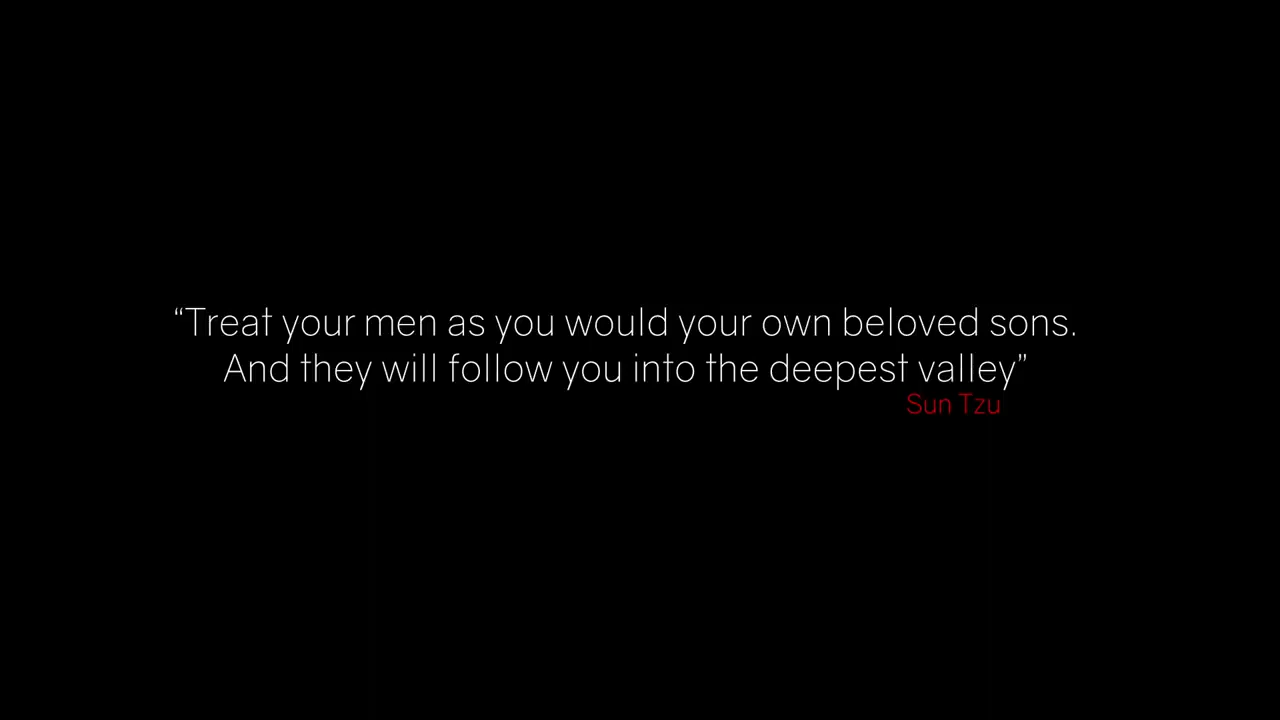 “Treat your men as you would your own beloved sons.
And they will follow you into the deepest valley”
Sun Tzu